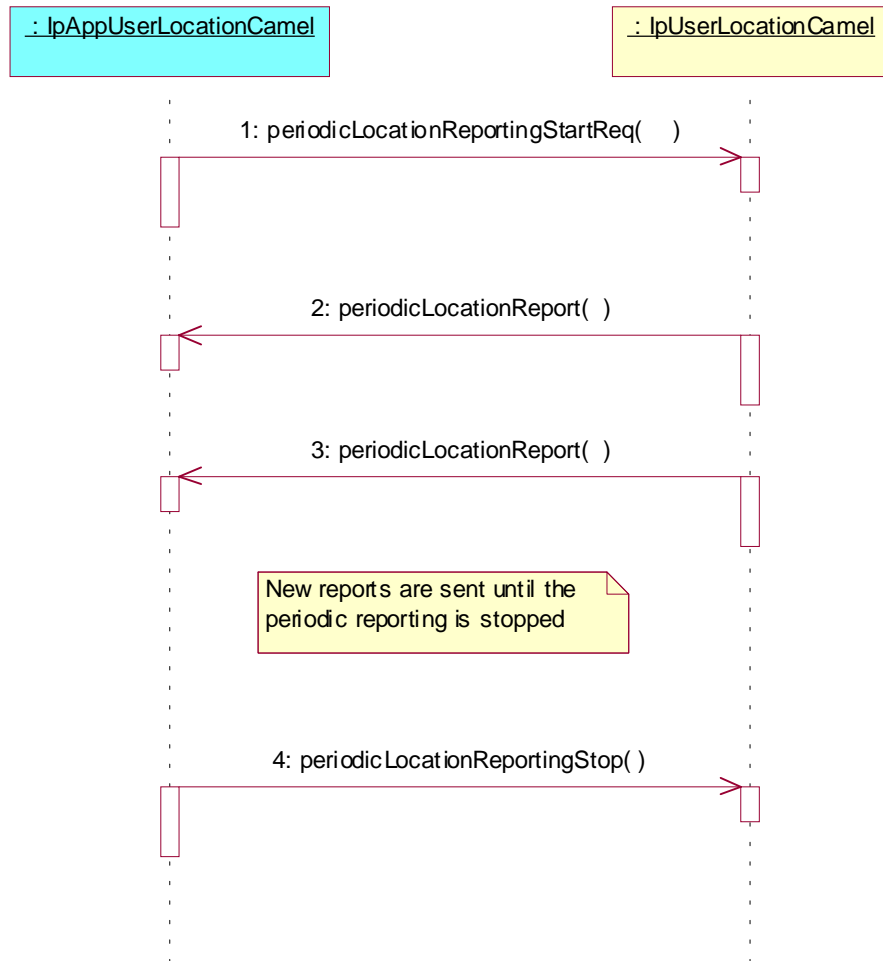 : IpAppUserLocationCamel
: IpUserLocationCamel
1: periodicLocationReportingStartReq( )
2: periodicLocationReport( )
3: periodicLocationReport( )
New reports are sent until the
periodic reporting is stopped
4: periodicLocationReportingStop( )